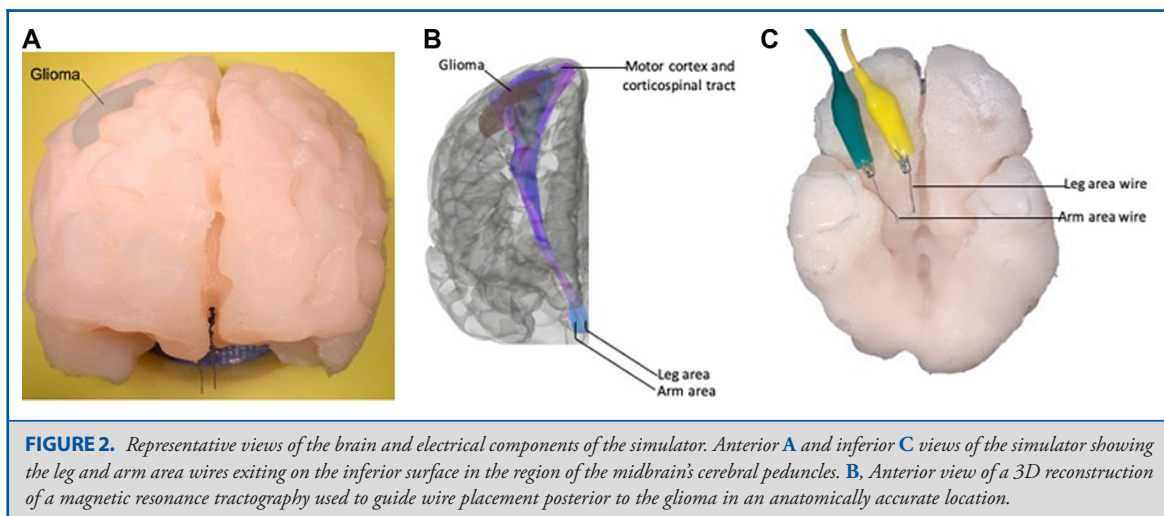 A
Glioma
B
Glioma
Motor cortex and
corticospinal tract
Leg area
Arm area
C
Leg area wire
Arm area wire
FIGURE 2. Representative views of the brain and electrical components of the simulator. Anterior A and inferior C views of the simulator showing
the leg and arm area wires exiting on the inferior surface in the region of the midbrain's cerebral peduncles. B, Anterior view of a 3D reconstruction
of a magnetic resonance tractography used to guide wire placement posterior to the glioma in an anatomically accurate location.